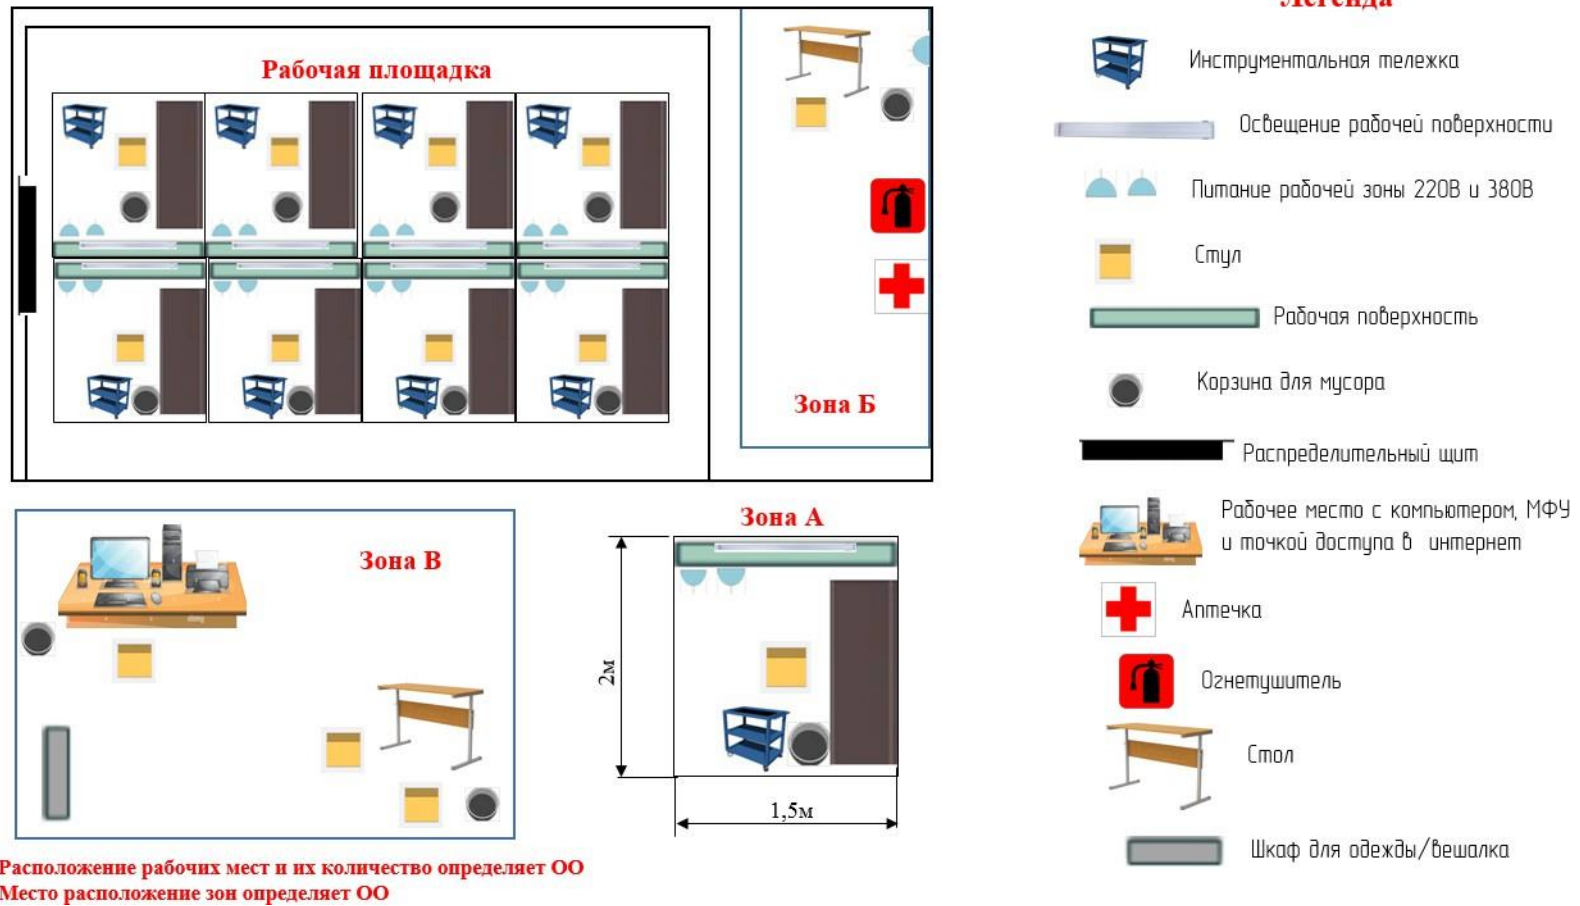 Легенда
Рабочая площадка
Зона Б
Зона В
Зона А
2м
1,5м
Расположение рабочих мест и их количество определяет ОО
Место расположение зон определяет ОО
Инструментальная тележка
Освещение рабочей поверхности
Питание рабочей зоны 220В и 380В
Стул
Рабочая поверхность
Корзина для мусора
Распределительный щит
Рабочее место с компьютером, МФУ
и точкой доступа в интернет
Аптечка
Огнетушитель
Стол
Шкаф для одежды/вешалка